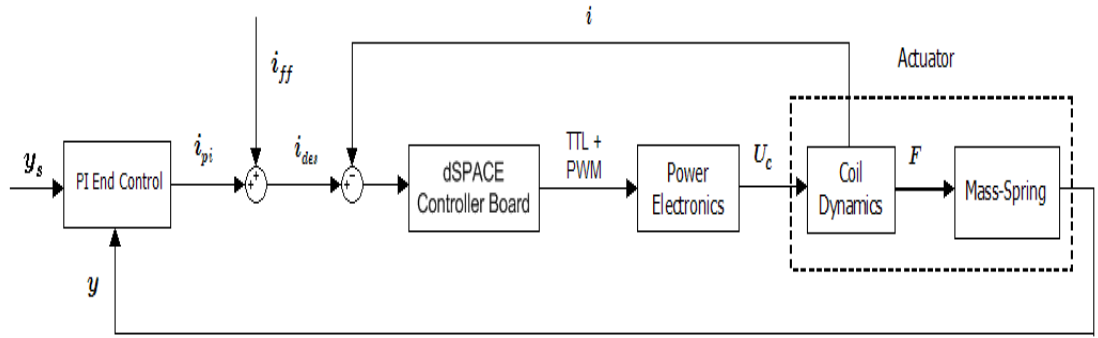 i
Actuator
i_ff
y_s
PI End Control
i_pi
+
+
i_des
+
−
dSPACE
Controller Board
TTL +
PWM
Power
Electronics
U_c
Coil
Dynamics
F
Mass-Spring
y